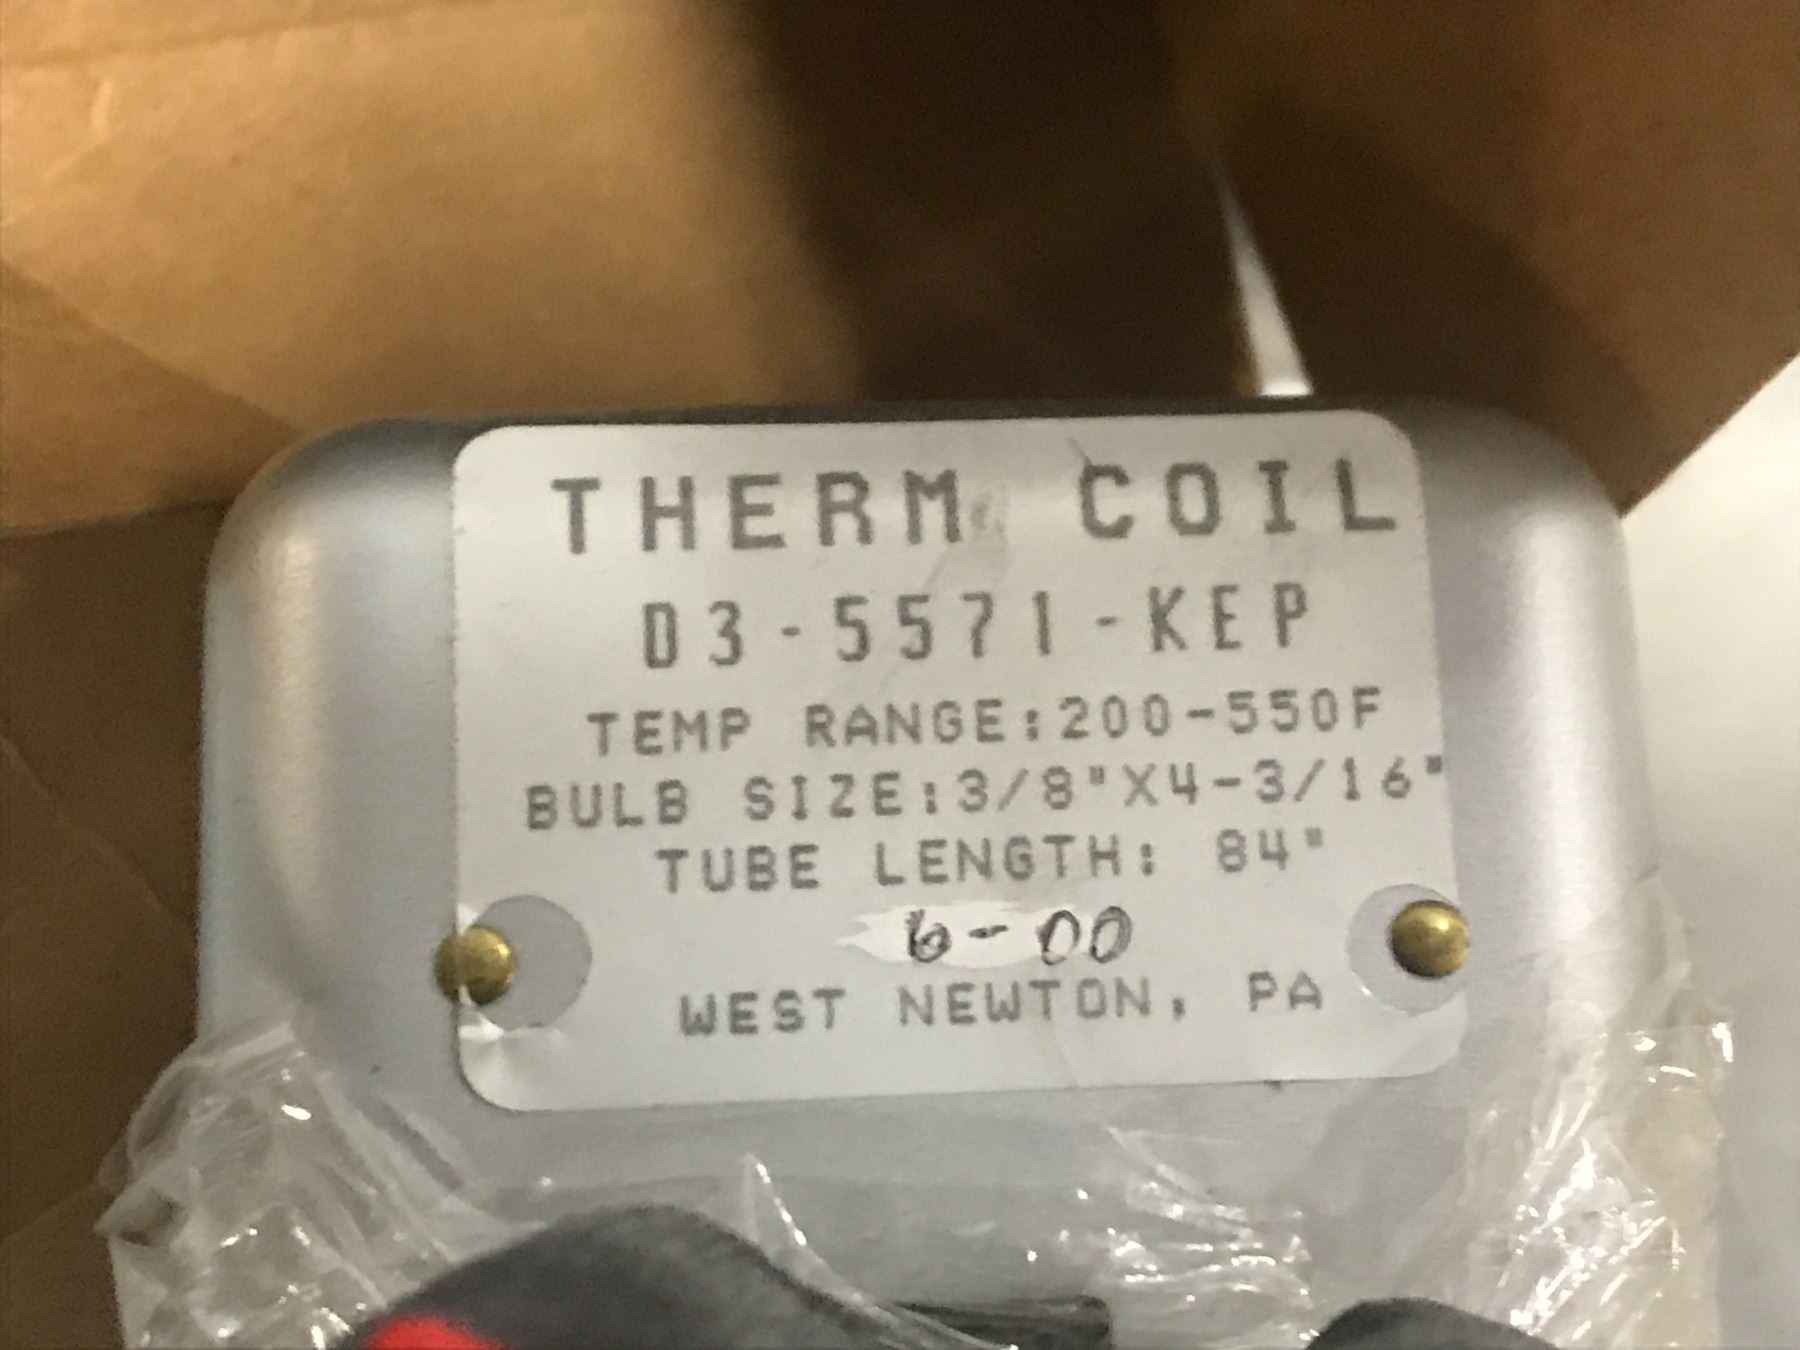 THERM COIL
D3-5571-KEP
TEMP RANGE:200-550F
BULB SIZE:3/8"X4-3/16"
TUBE LENGTH: 84"
6-00
WEST NEWTON, PA